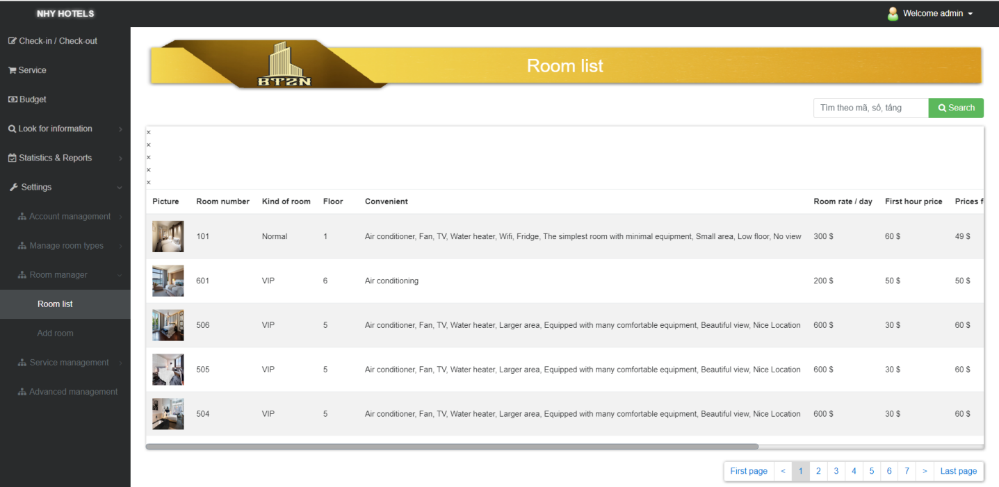 NHY HOTELS
Welcome admin
Check-in / Check-out
Service
Budget
Look for information
Statistics & Reports
Settings
Account management
Manage room types
Room manager
Room list
Add room
Service management
Advanced management
BT2N
Room list
Tìm theo mã, số, tầng
Search
×
×
×
×
×
Picture Room number Kind of room Floor Convenient Room rate / day First hour price Prices f
101 Normal 1 Air conditioner, Fan, TV, Water heater, Wifi, Fridge, The simplest room with minimal equipment, Small area, Low floor, No view 300 $ 60 $ 49 $
601 VIP 6 Air conditioning 200 $ 50 $ 50 $
506 VIP 5 Air conditioner, Fan, TV, Water heater, Larger area, Equipped with many comfortable equipment, Beautiful view, Nice Location 600 $ 30 $ 60 $
505 VIP 5 Air conditioner, Fan, TV, Water heater, Larger area, Equipped with many comfortable equipment, Beautiful view, Nice Location 600 $ 30 $ 60 $
504 VIP 5 Air conditioner, Fan, TV, Water heater, Larger area, Equipped with many comfortable equipment, Beautiful view, Nice Location 600 $ 30 $ 60 $
First page < 1 2 3 4 5 6 7 > Last page